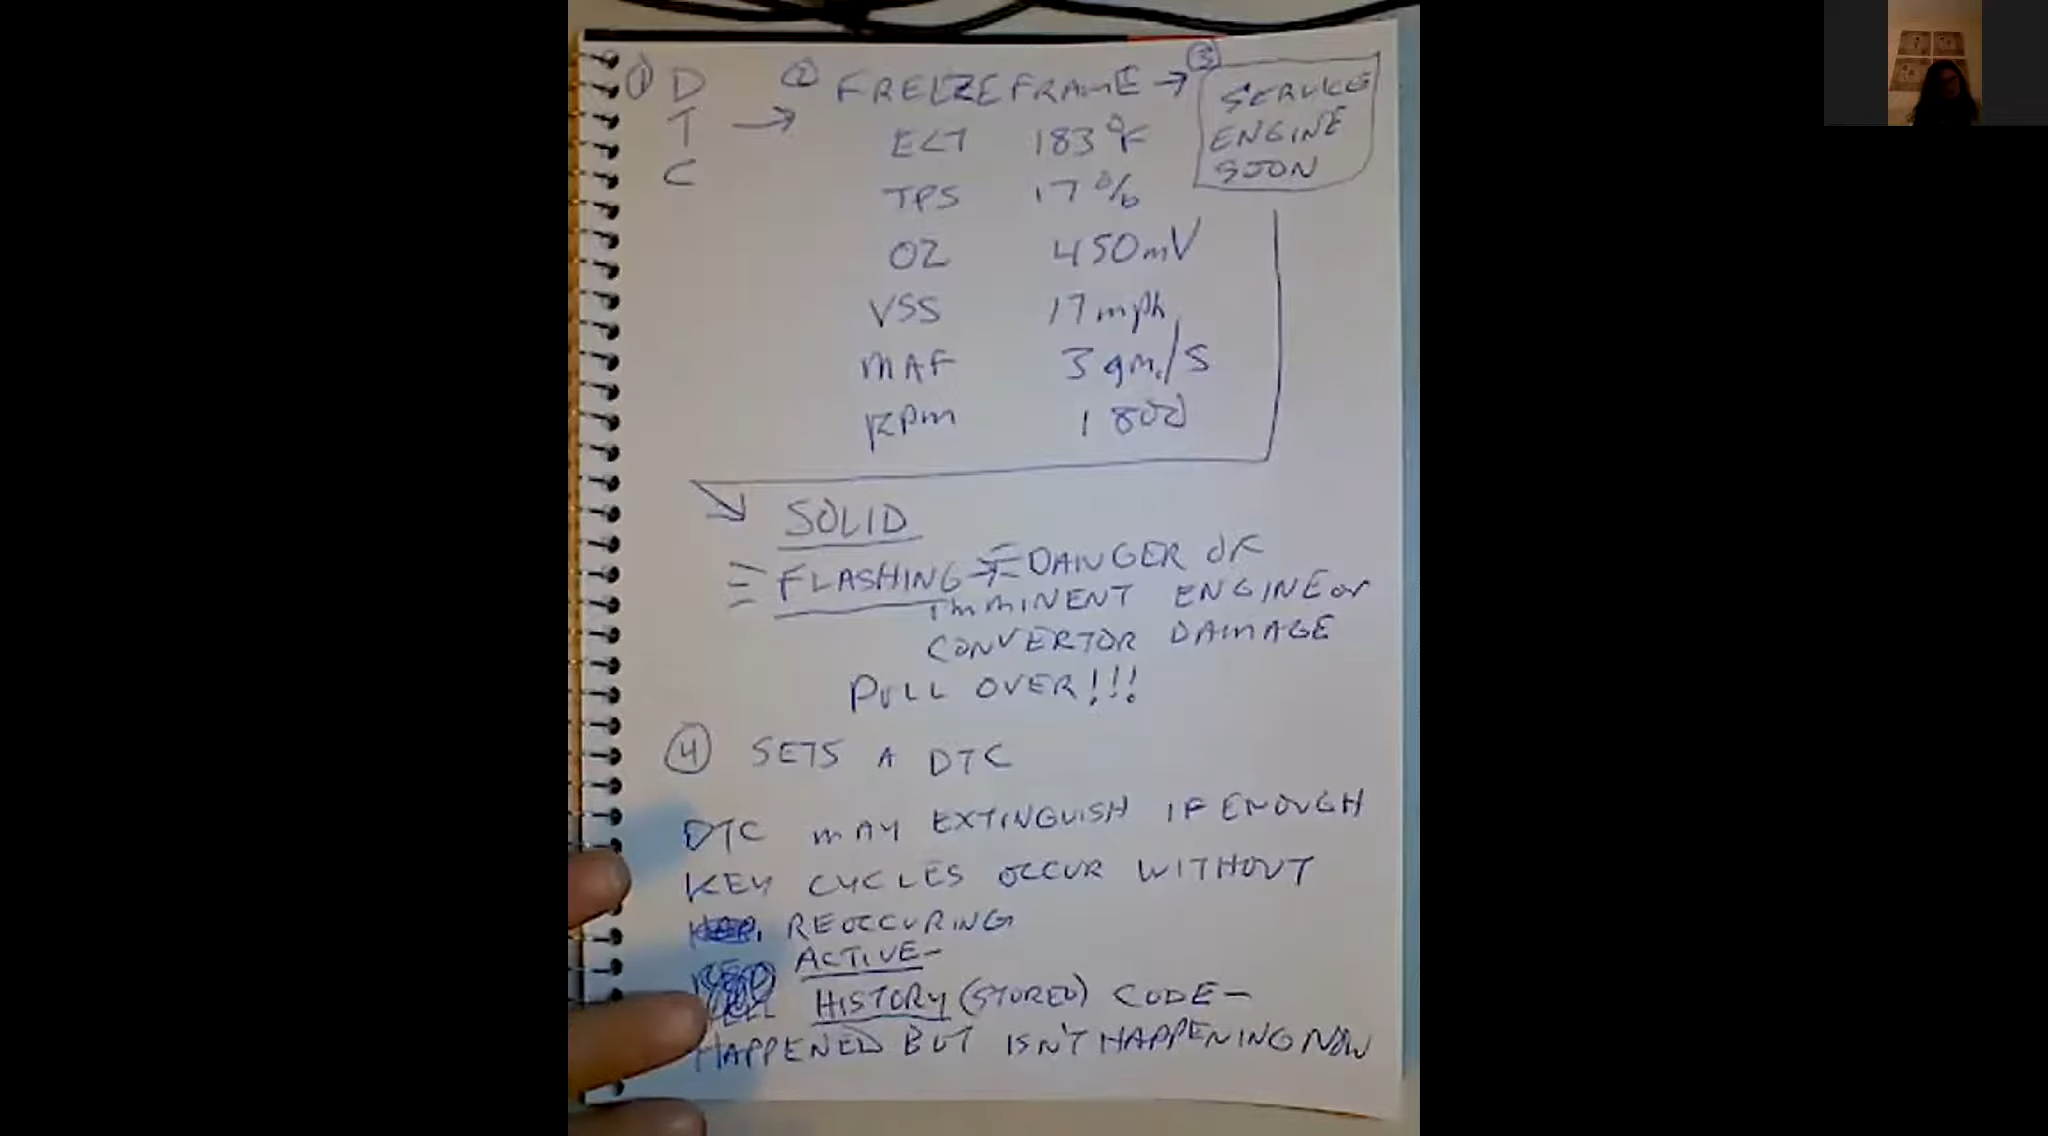 ① D
T →
C
② FREEZE FRAME →
ECT 183°F
TPS 17%
O2 450mV
VSS 17mph
MAF 3gm/s
RPM 1800
③
SERVICE
ENGINE
SOON
SOLID
FLASHING → DANGER OF
IMMINENT ENGINE or
CONVERTOR DAMAGE
PULL OVER!!!
④ SETS A DTC
DTC MAY EXTINGUISH IF ENOUGH
KEY CYCLES OCCUR WITHOUT
REOCCURING
ACTIVE-
HISTORY (STORED) CODE-
HAPPENED BUT ISN'T HAPPENING NOW